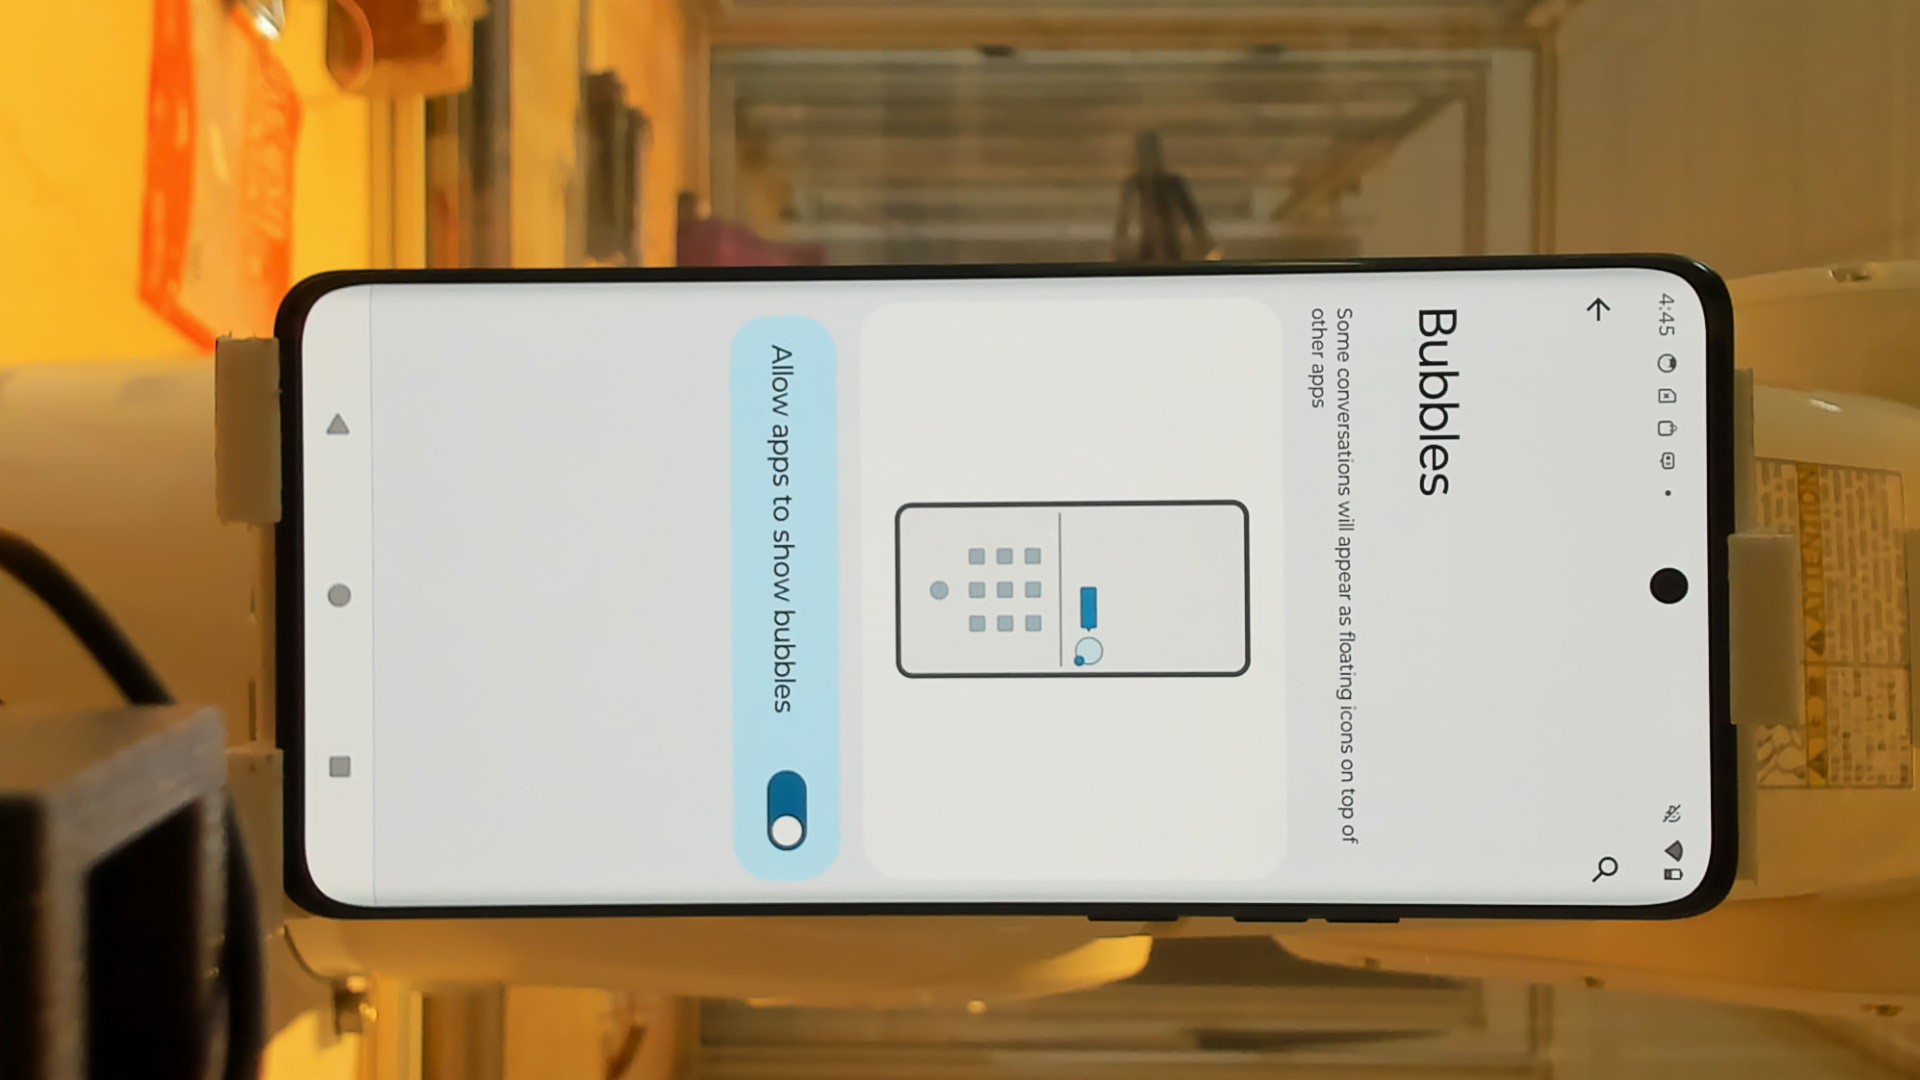 4:45
Bubbles
Some conversations will appear as floating icons on top of
other apps
Allow apps to show bubbles
ATTENTION